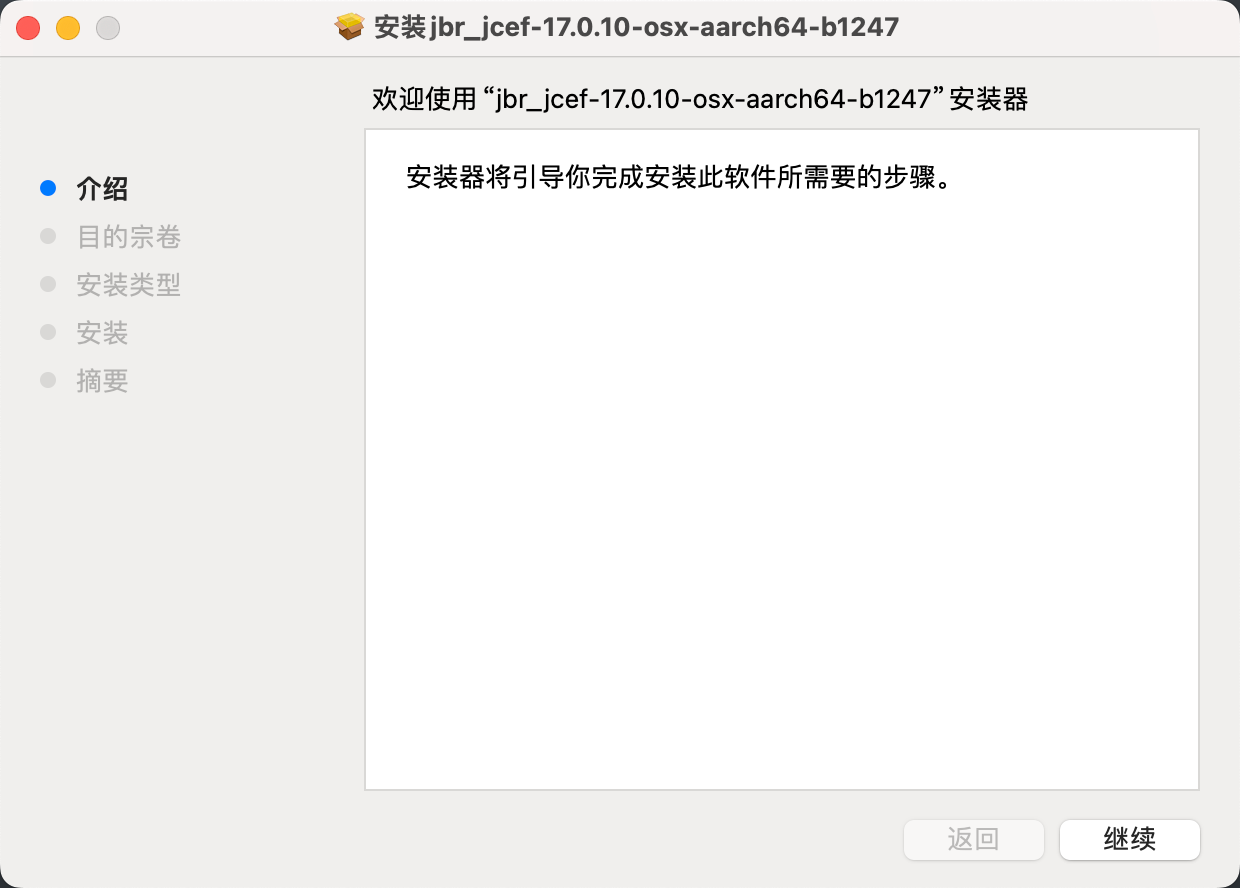 安装jbr_jcef-17.0.10-osx-aarch64-b1247
欢迎使用“jbr_jcef-17.0.10-osx-aarch64-b1247”安装器
安装器将引导你完成安装此软件所需要的步骤。
介绍
目的宗卷
安装类型
安装
摘要
返回
继续